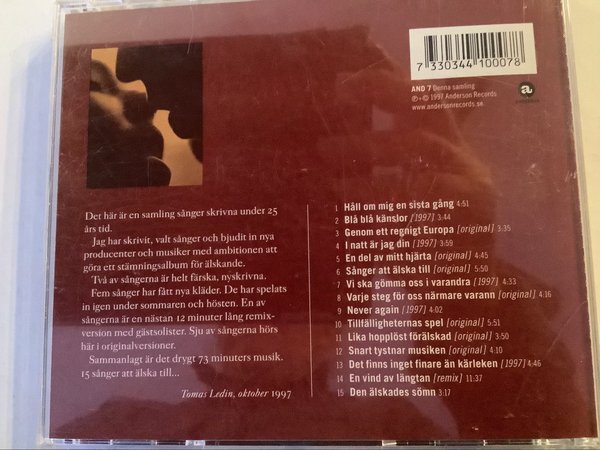 7 330344 100078
AND 7 Denna samling
℗+© 1997 Anderson Records
www.andersonrecords.se
a
Det här är en samling sånger skrivna under 25
års tid.
Jag har skrivit, valt sånger och bjudit in nya
producenter och musiker med ambitionen att
göra ett stämningsalbum för älskande.
Två av sångerna är helt färska, nyskrivna.
Fem sånger har fått nya kläder. De har spelats
in igen under sommaren och hösten. En av
sångerna är en nästan 12 minuter lång remix-
version med gästsolister. Sju av sångerna hörs
här i originalversioner.
Sammanlagt är det drygt 73 minuters musik.
15 sånger att älska till...
Tomas Ledin, oktober 1997
1 Håll om mig en sista gång 4:51
2 Blå blå känslor [1997] 3:44
3 Genom ett regnigt Europa [original] 3:35
4 I natt är jag din [1997] 3:59
5 En del av mitt hjärta [original] 4:45
6 Sånger att älska till [original] 5:50
7 Vi ska gömma oss i varandra [1997] 4:33
8 Varje steg för oss närmare varann [original] 4:16
9 Never again [1997] 4:02
10 Tillfälligheternas spel [original] 5:51
11 Lika hopplöst förälskad [original] 3:50
12 Snart tystnar musiken [original] 4:10
13 Det finns inget finare än kärleken [1997] 4:46
14 En vind av längtan [remix] 11:37
15 Den älskades sömn 3:17